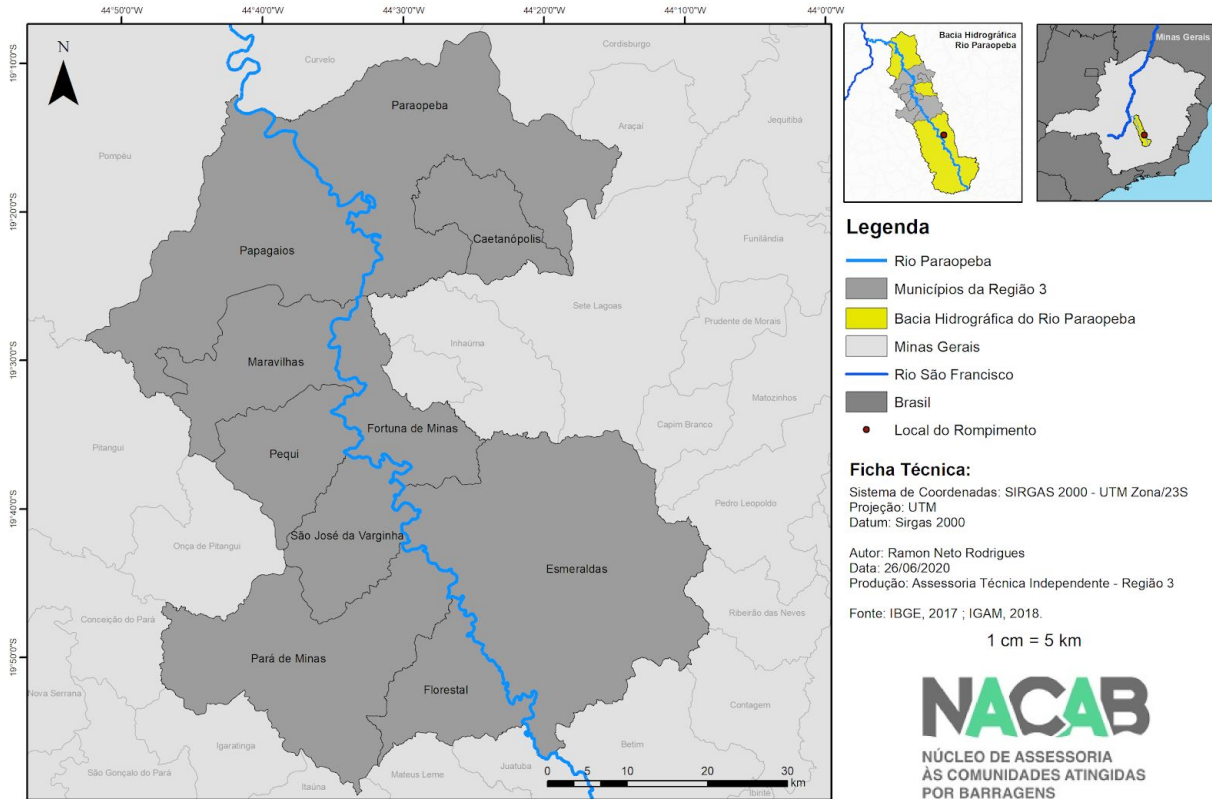 44°50'0"W
44°40'0"W
44°30'0"W
44°20'0"W
44°10'0"W
44°0'0"W
19°10'0"S
19°20'0"S
19°30'0"S
19°40'0"S
19°50'0"S
N
Cordisburgo
Curvelo
Paraopeba
Araçaí
Jequitibá
Pompéu
Papagaios
Caetanópolis
Funilândia
Sete Lagoas
Prudente de Morais
Inhaúma
Maravilhas
Matozinhos
Fortuna de Minas
Capim Branco
Pitangui
Pequi
Pedro Leopoldo
São José da Varginha
Onça de Pitangui
Esmeraldas
Ribeirão das Neves
Conceição do Pará
Pará de Minas
Florestal
Nova Serrana
Contagem
Igaratinga
Betim
Juatuba
Mateus Leme
São Gonçalo do Pará
Itaúna
Ibirité
0 5 10 20 30
km
Bacia Hidrográfica
Rio Paraopeba
Minas Gerais
Legenda
Rio Paraopeba
Municípios da Região 3
Bacia Hidrográfica do Rio Paraopeba
Minas Gerais
Rio São Francisco
Brasil
Local do Rompimento
Ficha Técnica:
Sistema de Coordenadas: SIRGAS 2000 - UTM Zona/23S
Projeção: UTM
Datum: Sirgas 2000
Autor: Ramon Neto Rodrigues
Data: 26/06/2020
Produção: Assessoria Técnica Independente - Região 3
Fonte: IBGE, 2017 ; IGAM, 2018.
1 cm = 5 km
NACAB
NÚCLEO DE ASSESSORIA
ÀS COMUNIDADES ATINGIDAS
POR BARRAGENS